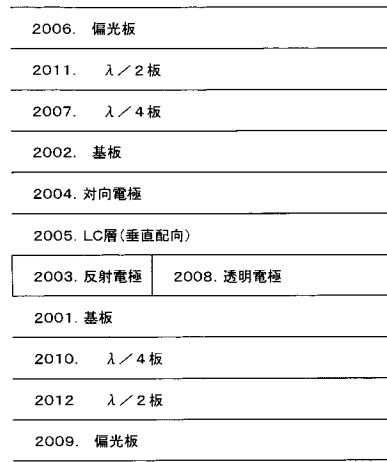 2006. 偏光板
2011. λ／2板
2007. λ／4板
2002. 基板
2004. 対向電極
2005. LC層(垂直配向)
2003. 反射電極 2008. 透明電極
2001. 基板
2010. λ／4板
2012 λ／2板
2009. 偏光板